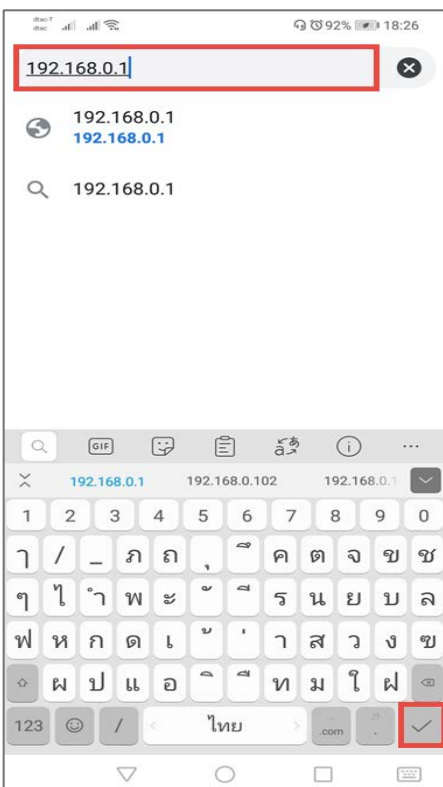 dtac-T
dtac
92% 18:26
192.168.0.1
192.168.0.1
192.168.0.1
192.168.0.1
GIF
192.168.0.1 192.168.0.102 192.168.0.1
1 2 3 4 5 6 7 8 9 0
ๅ / _ ภ ถ ุ ึ ค ต จ ข ช
ๆ ไ ำ พ ะ ั ี ร น ย บ ล
ฟ ห ก ด เ ้ ่ า ส ว ง ฃ
ผ ป แ อ ิ ื ท ม ใ ฝ
123 / < ไทย > .com .